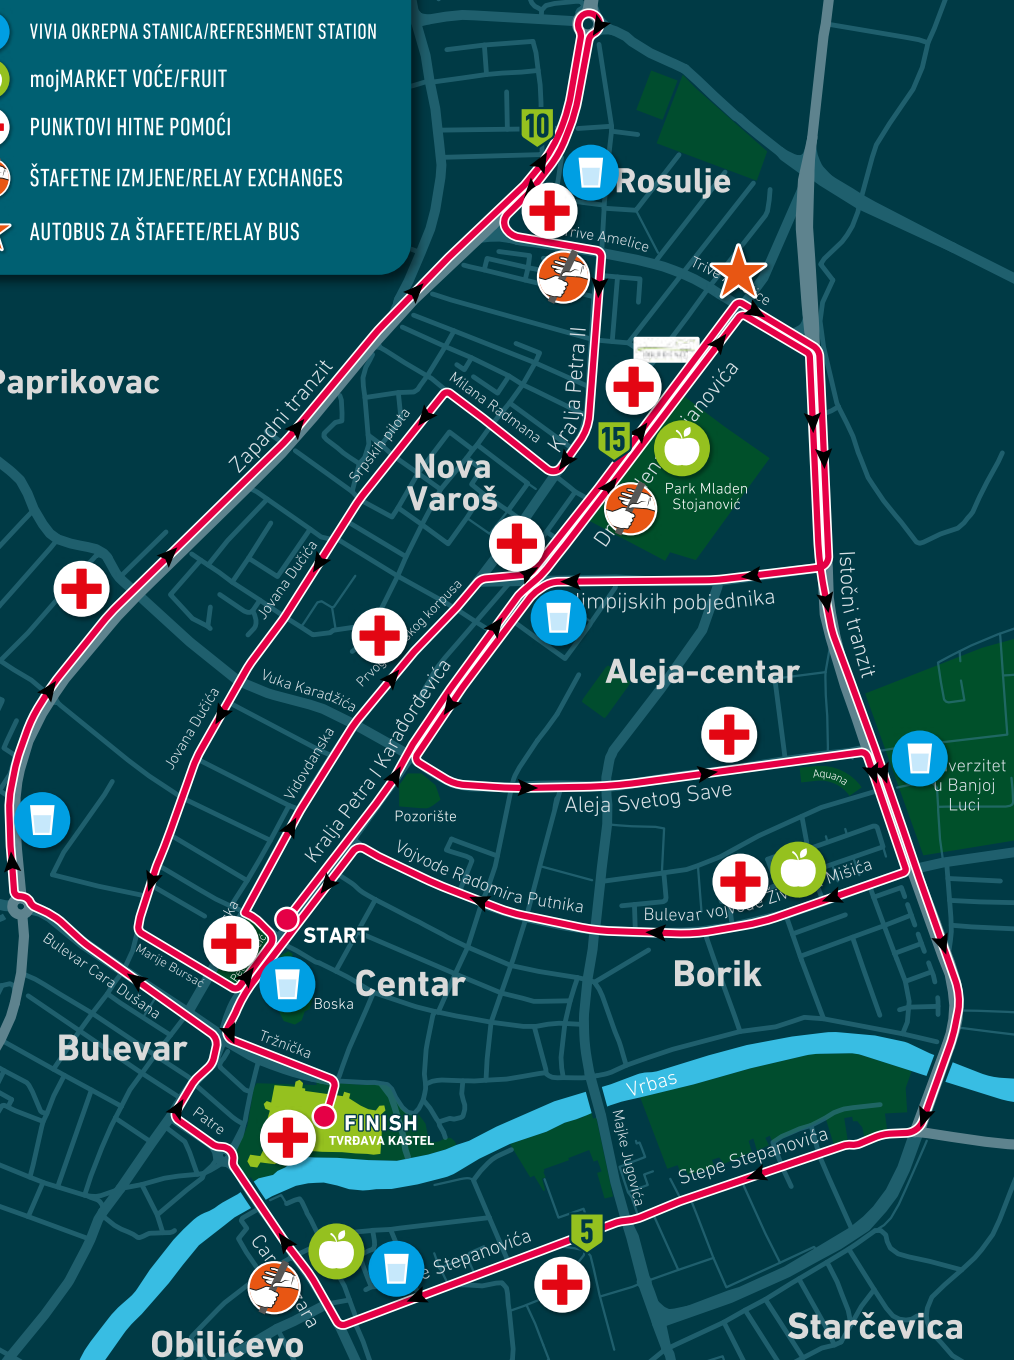 VIVIA OKREPNA STANICA/REFRESHMENT STATION
mojMARKET VOĆE/FRUIT
PUNKTOVI HITNE POMOĆI
ŠTAFETNE IZMJENE/RELAY EXCHANGES
AUTOBUS ZA ŠTAFETE/RELAY BUS
10
Rosulje
Trive Amelice
Paprikovac
Zapadni tranzit
Kralja Petra II
Milana Radmana
Srpskih pilota
15
Nova
Varoš
Park Mladen
Stojanović
Jovana Dučića
Istočni tranzit
Aleja-centar
Vuka Karadžića
Jovana Dučića
Vidovdanska
Kralja Petra I Karađorđevića
Aquana
u Banjoj
Luci
Aleja Svetog Save
Pozorište
Vojvode Radomira Putnika
Mišića
Bulevar
START
Marije Bursać
Bulevar Cara Dušana
Centar
Borik
Boska
Bulevar
Tržnička
Vrbas
Patre
FINISH
TVRĐAVA KASTEL
Majke Jugovića
Stepe Stepanovića
5
Stepanovića
Obilićevo
Starčevica